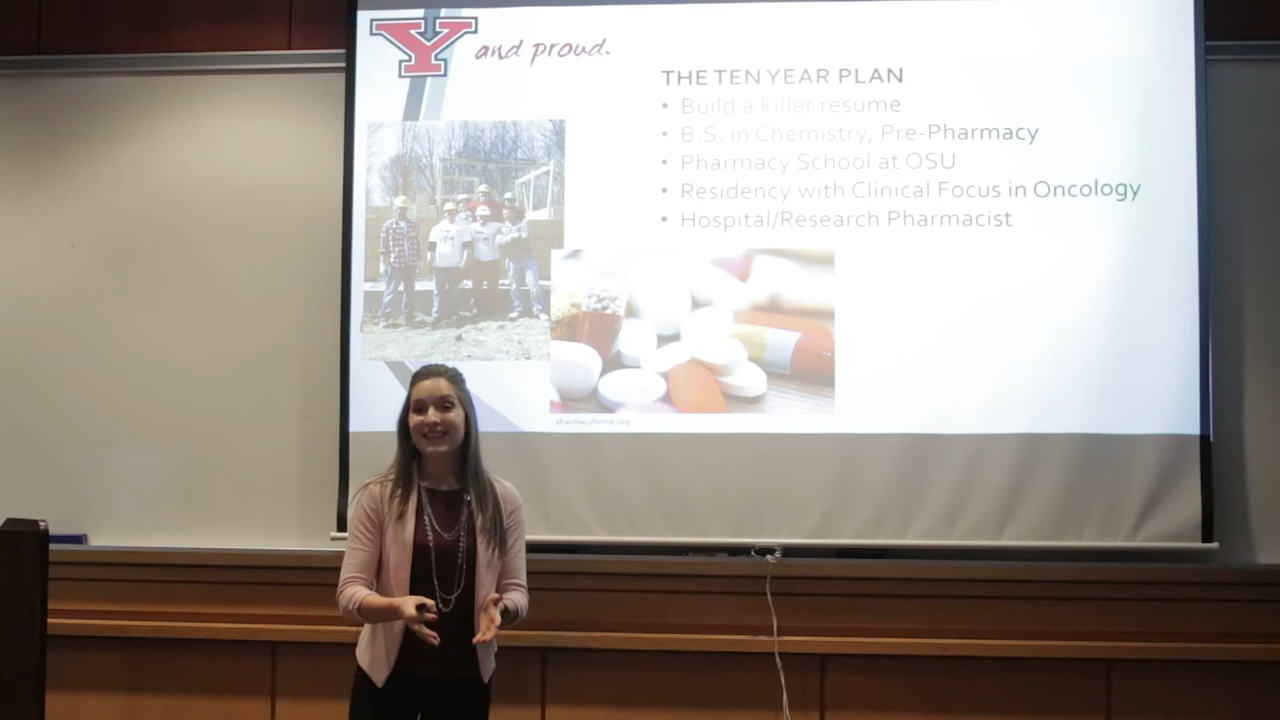 Y and proud.
THE TEN YEAR PLAN
• Build a killer resume
• B.S. in Chemistry, Pre-Pharmacy
• Pharmacy School at OSU
• Residency with Clinical Focus in Oncology
• Hospital/Research Pharmacist